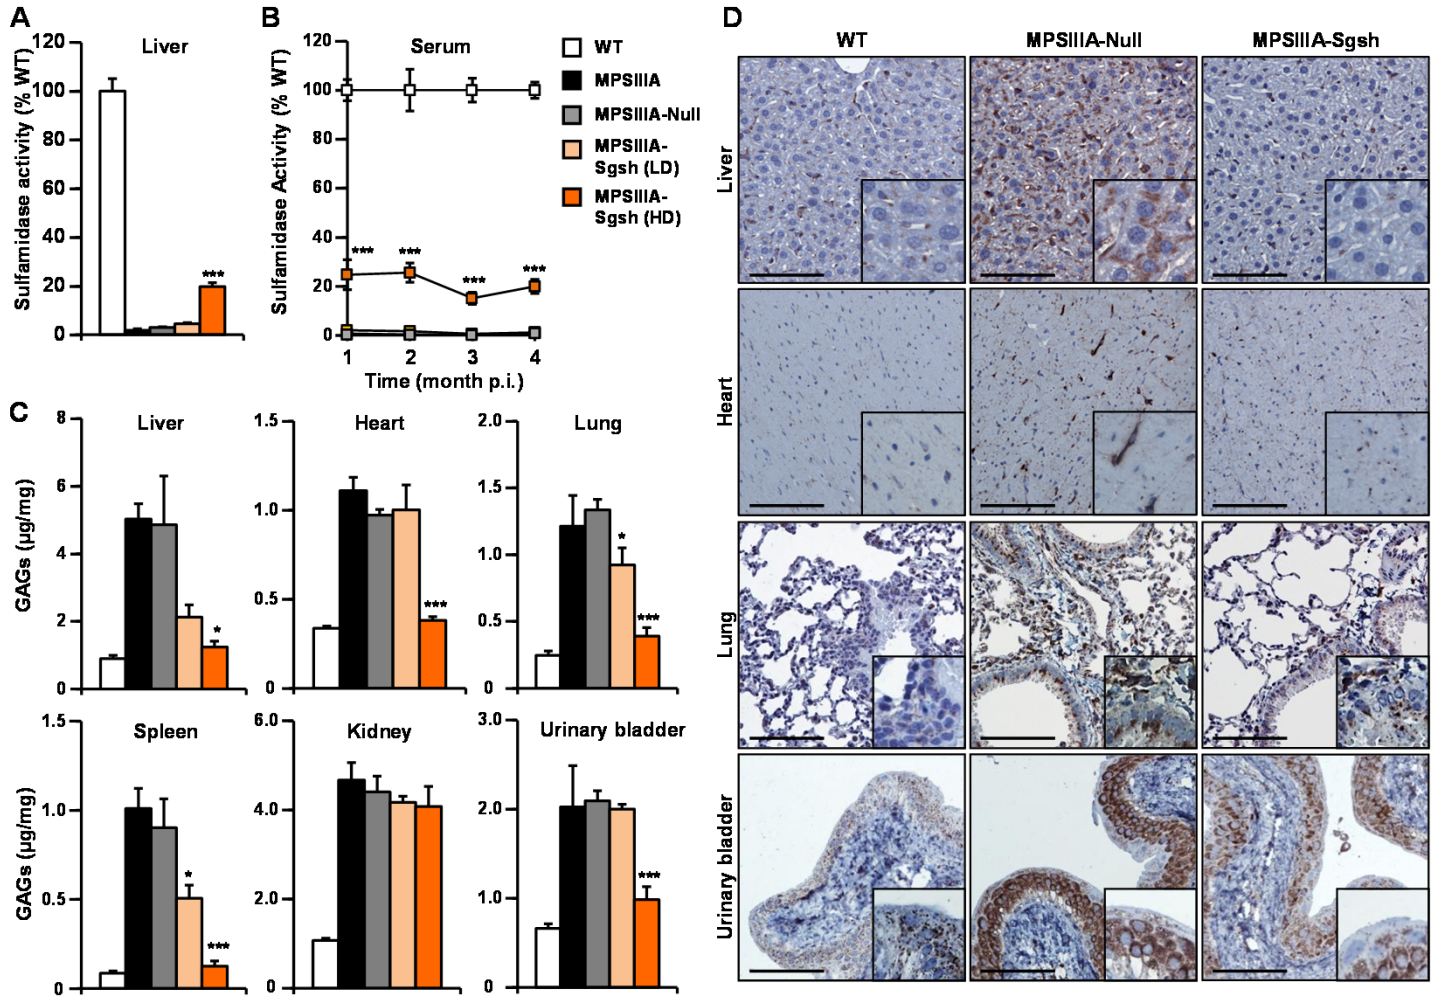 A
Liver
Sulfamidase activity (% WT)
120
100
80
60
40
20
0
***
B
Serum
Sulfamidase Activity (% WT)
120
100
80
60
40
20
0
***
***
***
***
1
2
3
4
Time (month p.i.)
WT
MPSIIIA
MPSIIIA-Null
MPSIIIA-
Sgsh (LD)
MPSIIIA-
Sgsh (HD)
C
Liver
GAGs (µg/mg)
8
6
4
2
0
*
Heart
1.5
1.0
0.5
0
***
Lung
2.0
1.5
1.0
0.5
0
*
***
Spleen
GAGs (µg/mg)
1.5
1.0
0.5
0
*
***
Kidney
6.0
4.0
2.0
0
Urinary bladder
3.0
2.0
1.0
0
***
D
WT
MPSIIIA-Null
MPSIIIA-Sgsh
Liver
Heart
Lung
Urinary bladder